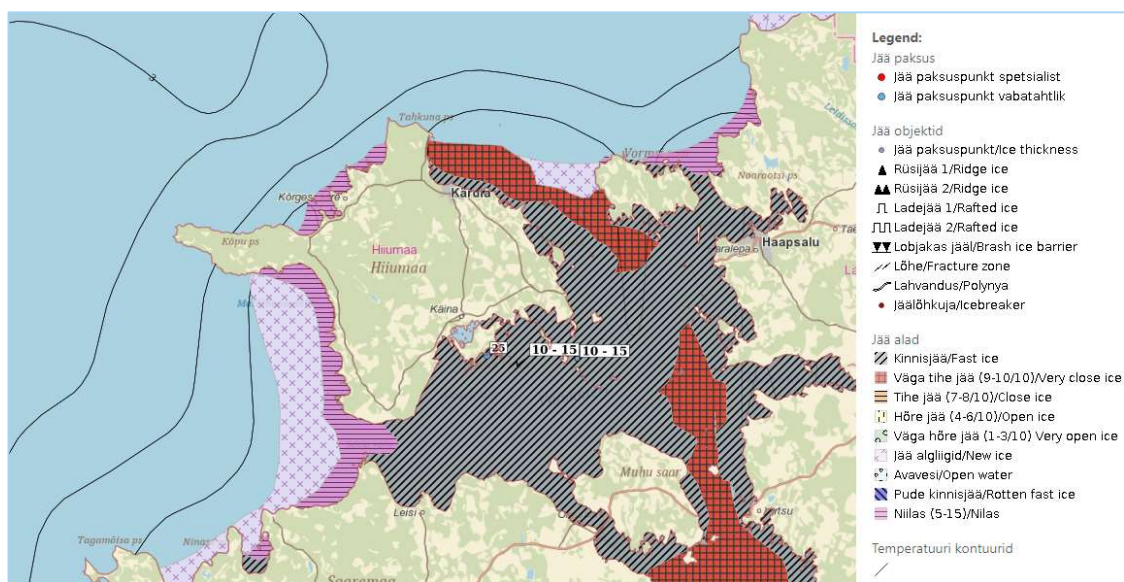 Tahkuna ps
Vorms
Leidissoo
Noarootsi ps
Kärdla
Kõrgessaare
Kõpu ps
Hiiumaa
Hiiumaa
Haapsalu
Käina
25
10 - 15
10 - 15
Muhu saar
Leisi
Tagamõisa ps
Ninas
Saaremaa
Legend:
Jää paksus
Jää paksuspunkt spetsialist
Jää paksuspunkt vabatahtlik
Jää objektid
Jää paksuspunkt/Ice thickness
Rüsijää 1/Ridge ice
Rüsijää 2/Ridge ice
Ladejää 1/Rafted ice
Ladejää 2/Rafted ice
Lobjakas jääl/Brash ice barrier
Lõhe/Fracture zone
Lahvandus/Polynya
Jäälõhkuja/Icebreaker
Jää alad
Kinnisjää/Fast ice
Väga tihe jää (9-10/10)/Very close ice
Tihe jää (7-8/10)/Close ice
Hõre jää (4-6/10)/Open ice
Väga hõre jää (1-3/10) Very open ice
Jää algliigid/New ice
Avavesi/Open water
Pude kinnisjää/Rotten fast ice
Niilas (5-15)/Nilas
Temperatuuri kontuurid